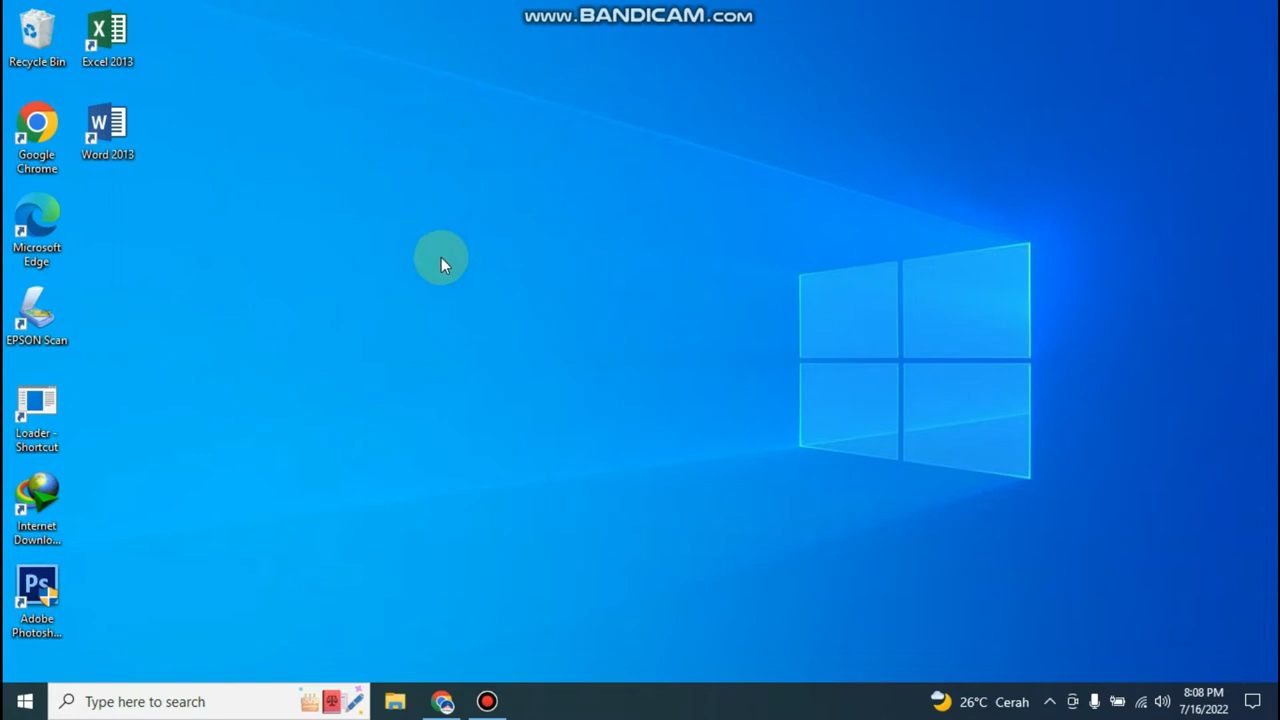 www.BANDICAM.com
Recycle Bin
Excel 2013
Google
Chrome
Word 2013
Microsoft
Edge
EPSON Scan
Loader -
Shortcut
Internet
Downlo...
Ps
Adobe
Photosh...
Type here to search
26°C Cerah
8:08 PM
7/16/2022